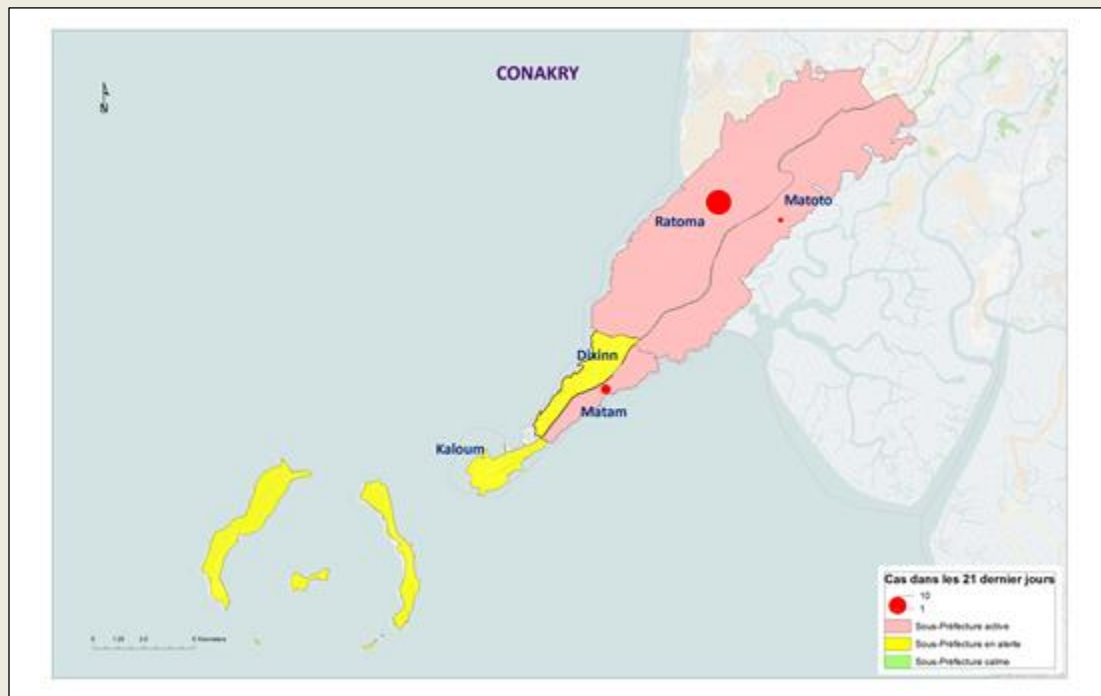 CONAKRY
N
Ratoma
Matoto
Dixinn
Matam
Kaloum
Cas dans les 21 dernier jours
10
1
Sous-Préfecture active
Sous-Préfecture en alerte
Sous-Préfecture calme